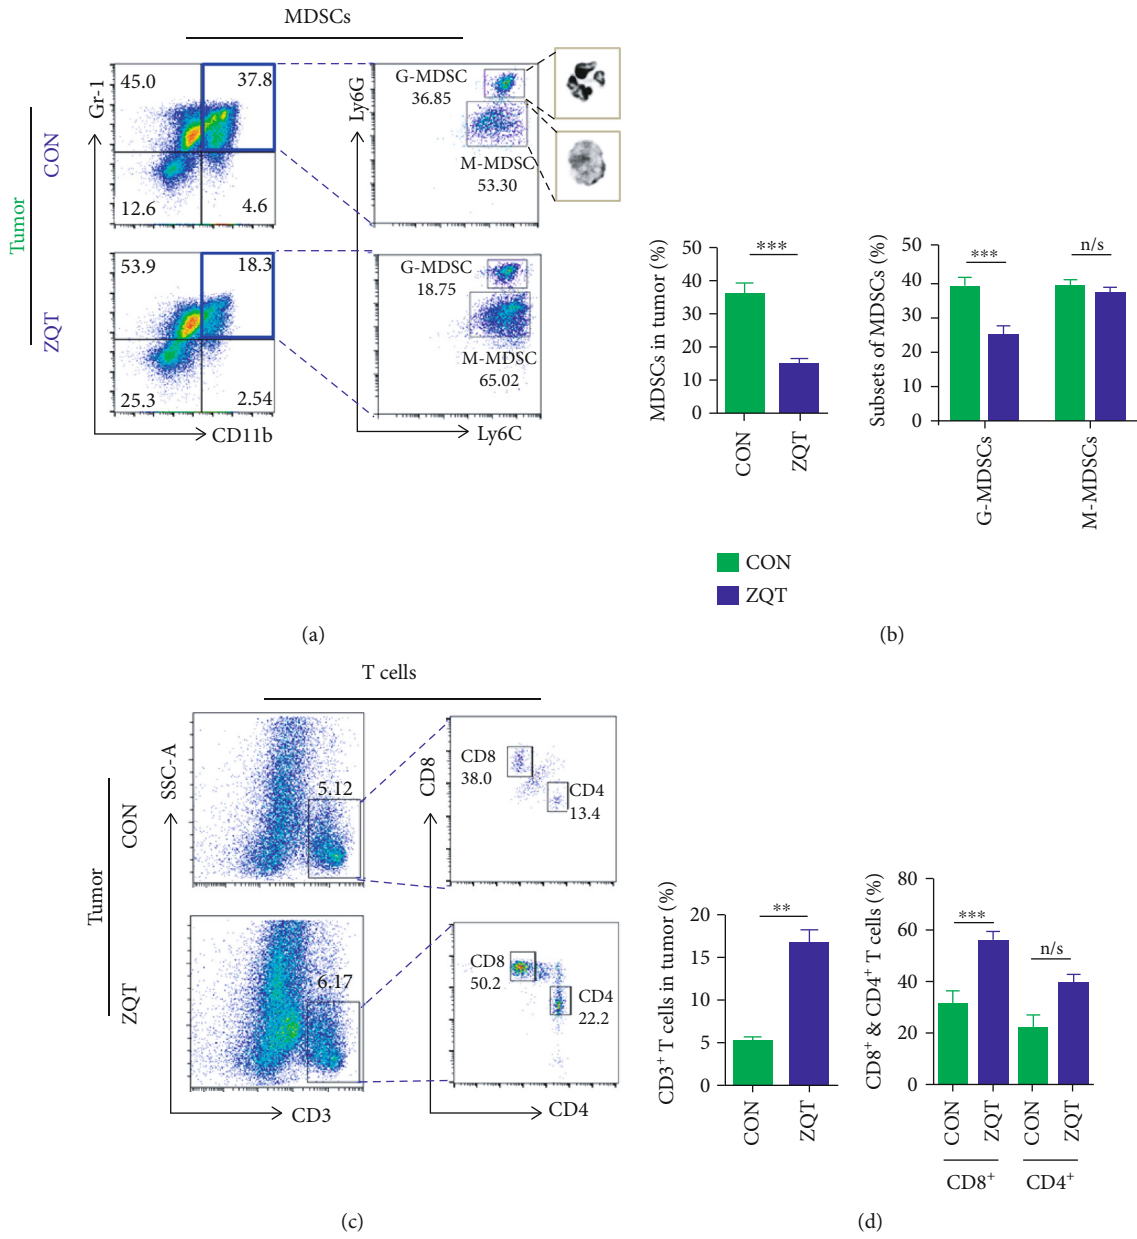 MDSCs
Tumor
CON
ZQT
Gr-1
45.0
37.8
12.6
4.6
53.9
18.3
25.3
2.54
CD11b
Ly6G
G-MDSC
36.85
M-MDSC
53.30
G-MDSC
18.75
M-MDSC
65.02
Ly6C
MDSCs in tumor (%)
50
40
30
20
10
0
***
CON
ZQT
Subsets of MDSCs (%)
50
40
30
20
10
0
***
n/s
G-MDSCs
M-MDSCs
CON
ZQT
(a)
(b)
T cells
Tumor
CON
ZQT
SSC-A
5.12
6.17
CD3
CD8
CD8
38.0
CD4
13.4
CD8
50.2
CD4
22.2
CD4
CD3+ T cells in tumor (%)
20
15
10
5
0
**
CON
ZQT
CD8+ & CD4+ T cells (%)
80
60
40
20
0
***
n/s
CON
ZQT
CON
ZQT
CD8+
CD4+
(c)
(d)